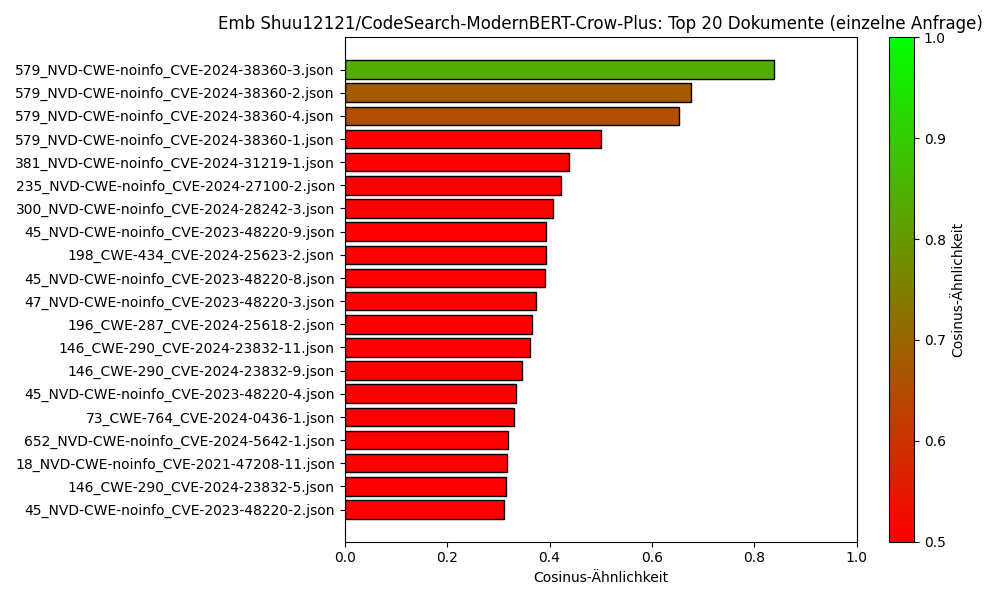 Emb Shuu12121/CodeSearch-ModernBERT-Crow-Plus: Top 20 Dokumente (einzelne Anfrage)
579_NVD-CWE-noinfo_CVE-2024-38360-3.json
579_NVD-CWE-noinfo_CVE-2024-38360-2.json
579_NVD-CWE-noinfo_CVE-2024-38360-4.json
579_NVD-CWE-noinfo_CVE-2024-38360-1.json
381_NVD-CWE-noinfo_CVE-2024-31219-1.json
235_NVD-CWE-noinfo_CVE-2024-27100-2.json
300_NVD-CWE-noinfo_CVE-2024-28242-3.json
45_NVD-CWE-noinfo_CVE-2023-48220-9.json
198_CWE-434_CVE-2024-25623-2.json
45_NVD-CWE-noinfo_CVE-2023-48220-8.json
47_NVD-CWE-noinfo_CVE-2023-48220-3.json
196_CWE-287_CVE-2024-25618-2.json
146_CWE-290_CVE-2024-23832-11.json
146_CWE-290_CVE-2024-23832-9.json
45_NVD-CWE-noinfo_CVE-2023-48220-4.json
73_CWE-764_CVE-2024-0436-1.json
652_NVD-CWE-noinfo_CVE-2024-5642-1.json
18_NVD-CWE-noinfo_CVE-2021-47208-11.json
146_CWE-290_CVE-2024-23832-5.json
45_NVD-CWE-noinfo_CVE-2023-48220-2.json
0.0 0.2 0.4 0.6 0.8 1.0
Cosinus-Ähnlichkeit
1.0
0.9
0.8
0.7
0.6
0.5
Cosinus-Ähnlichkeit